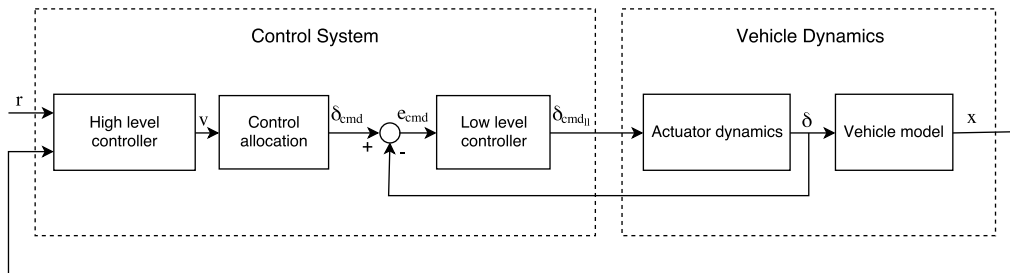 Control System
Vehicle Dynamics
r
High level
controller
v
Control
allocation
δcmd
+
-
ecmd
Low level
controller
δcmdll
Actuator dynamics
δ
Vehicle model
x